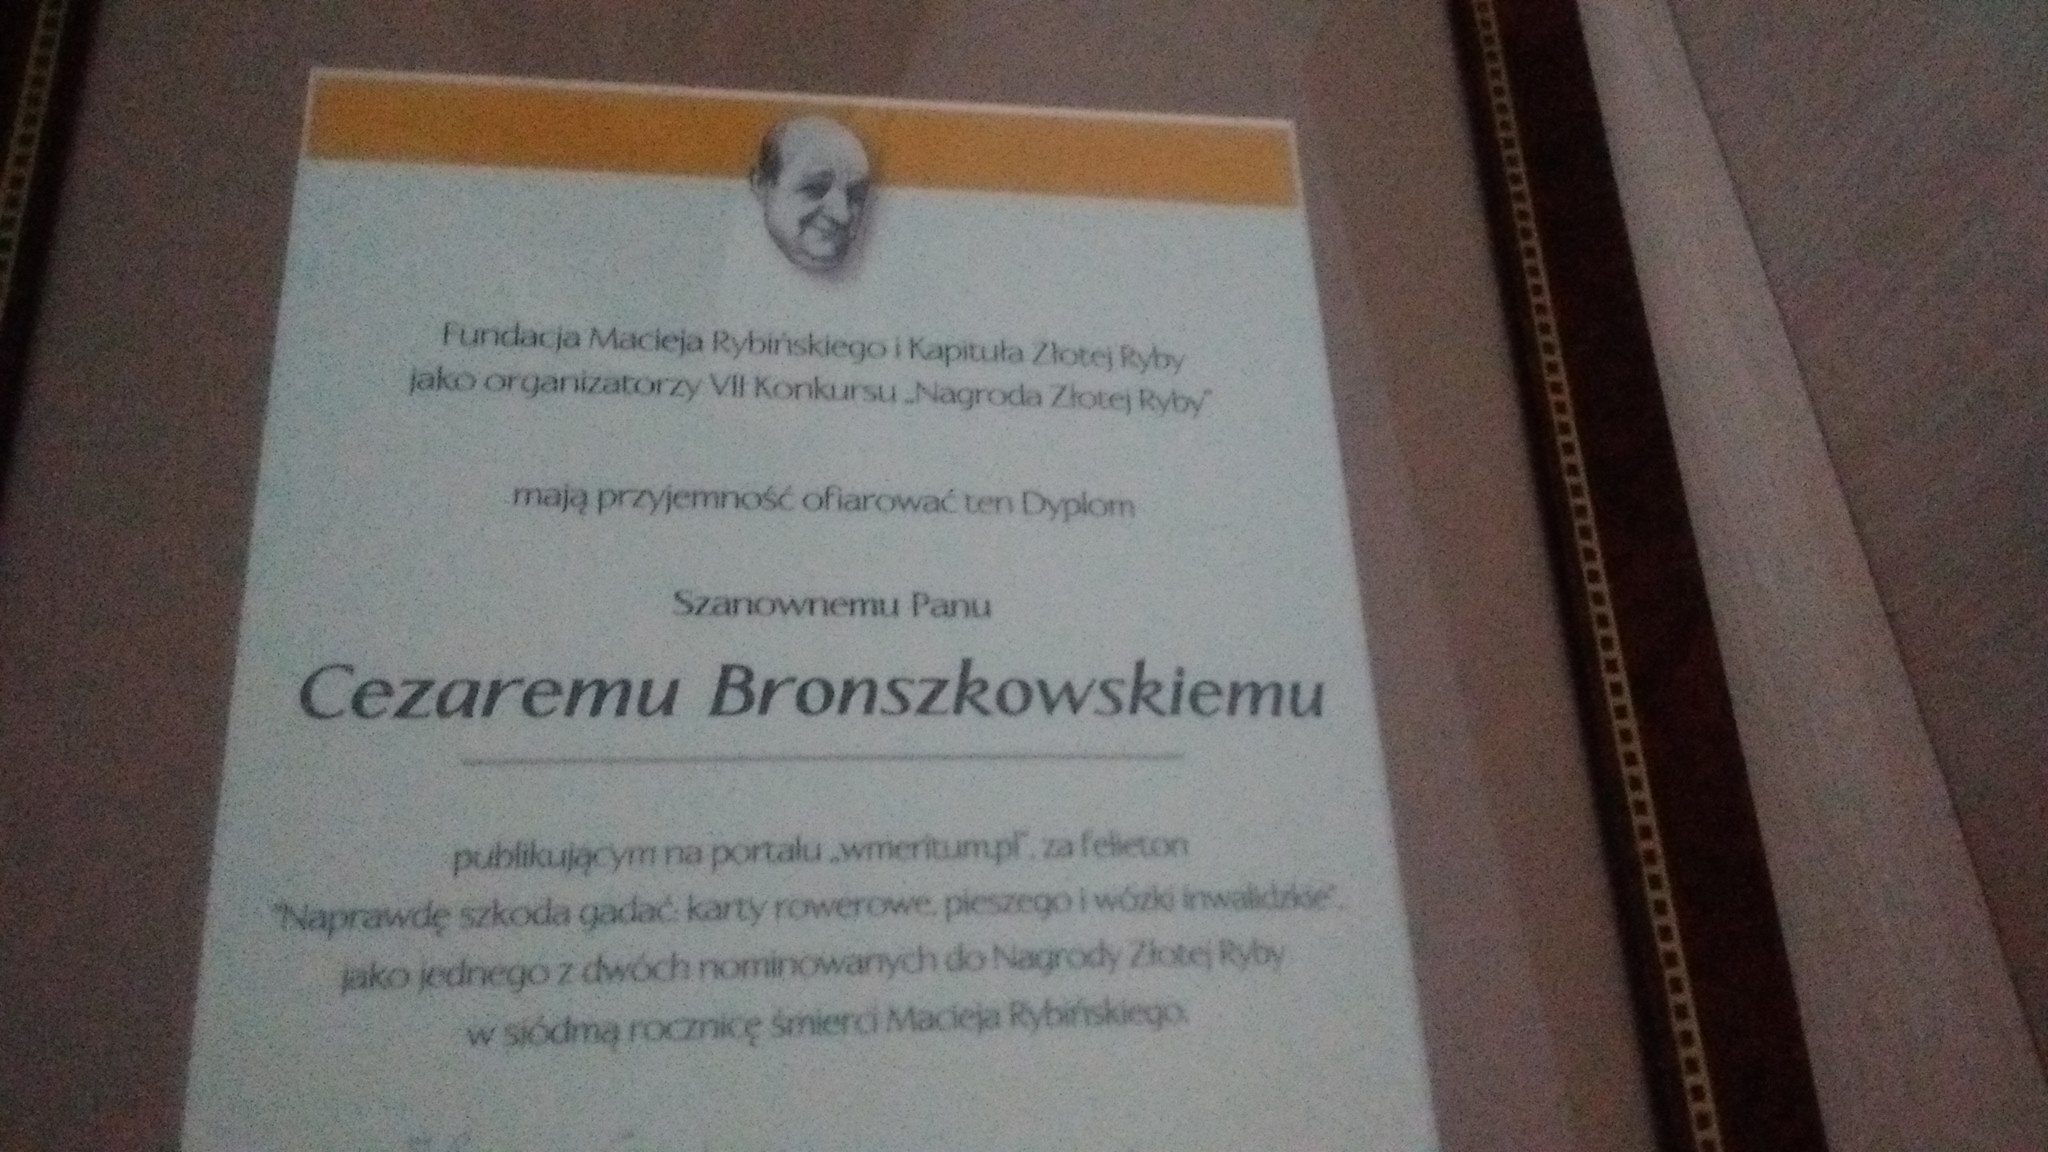 Fundacja Macieja Rybińskiego i Kapituła Złotej Ryby
jako organizatorzy VII Konkursu „Nagroda Złotej Ryby”
mają przyjemność ofiarować ten Dyplom
Szanownemu Panu
Cezaremu Bronszkowskiemu
publikującym na portalu „wmeritum.pl”, za felieton
"Naprawdę szkoda gadać: karty rowerowe, pieszego i wózki inwalidzkie",
jako jednego z dwóch nominowanych do Nagrody Złotej Ryby
w siódmą rocznicę śmierci Macieja Rybińskiego.